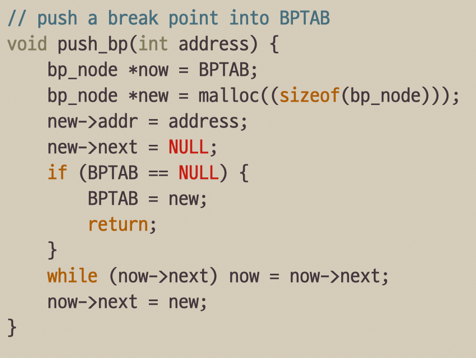 // push a break point into BPTAB
void push_bp(int address) {
    bp_node *now = BPTAB;
    bp_node *new = malloc((sizeof(bp_node)));
    new->addr = address;
    new->next = NULL;
    if (BPTAB == NULL) {
        BPTAB = new;
        return;
    }
    while (now->next) now = now->next;
    now->next = new;
}